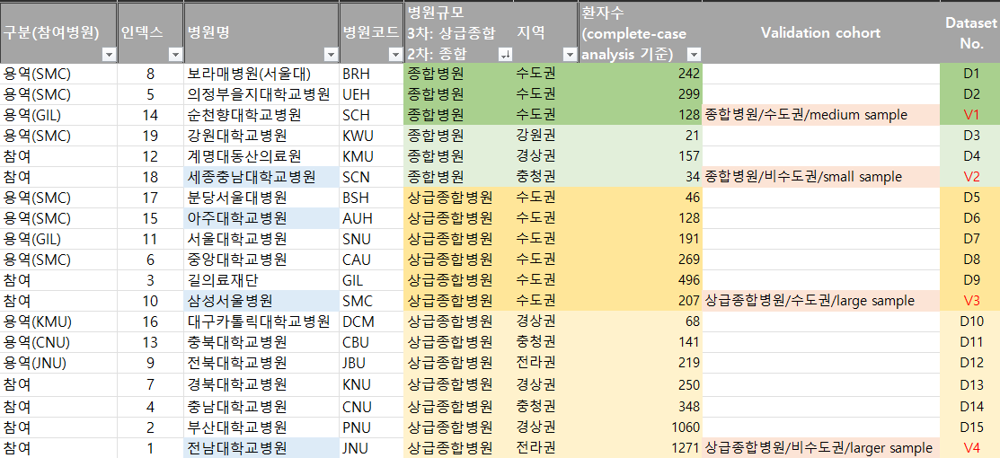 구분(참여병원) 인덱스 병원명 병원코드 병원규모 3차: 상급종합 2차: 종합 지역 환자수 (complete-case analysis 기준) Validation cohort Dataset No.
용역(SMC) 8 보라매병원(서울대) BRH 종합병원 수도권 242 D1
용역(SMC) 5 의정부을지대학교병원 UEH 종합병원 수도권 299 D2
용역(GIL) 14 순천향대학교병원 SCH 종합병원 수도권 128 종합병원/수도권/medium sample V1
용역(SMC) 19 강원대학교병원 KWU 종합병원 강원권 21 D3
참여 12 계명대동산의료원 KMU 종합병원 경상권 157 D4
참여 18 세종충남대학교병원 SCN 종합병원 충청권 34 종합병원/비수도권/small sample V2
용역(SMC) 17 분당서울대병원 BSH 상급종합병원 수도권 46 D5
용역(SMC) 15 아주대학교병원 AUH 상급종합병원 수도권 128 D6
용역(GIL) 11 서울대학교병원 SNU 상급종합병원 수도권 191 D7
용역(SMC) 6 중앙대학교병원 CAU 상급종합병원 수도권 269 D8
참여 3 길의료재단 GIL 상급종합병원 수도권 496 D9
참여 10 삼성서울병원 SMC 상급종합병원 수도권 207 상급종합병원/수도권/large sample V3
용역(KMU) 16 대구카톨릭대학교병원 DCM 상급종합병원 경상권 68 D10
용역(CNU) 13 충북대학교병원 CBU 상급종합병원 충청권 141 D11
용역(JNU) 9 전북대학교병원 JBU 상급종합병원 전라권 219 D12
참여 7 경북대학교병원 KNU 상급종합병원 경상권 250 D13
참여 4 충남대학교병원 CNU 상급종합병원 충청권 348 D14
참여 2 부산대학교병원 PNU 상급종합병원 경상권 1060 D15
참여 1 전남대학교병원 JNU 상급종합병원 전라권 1271 상급종합병원/비수도권/larger sample V4